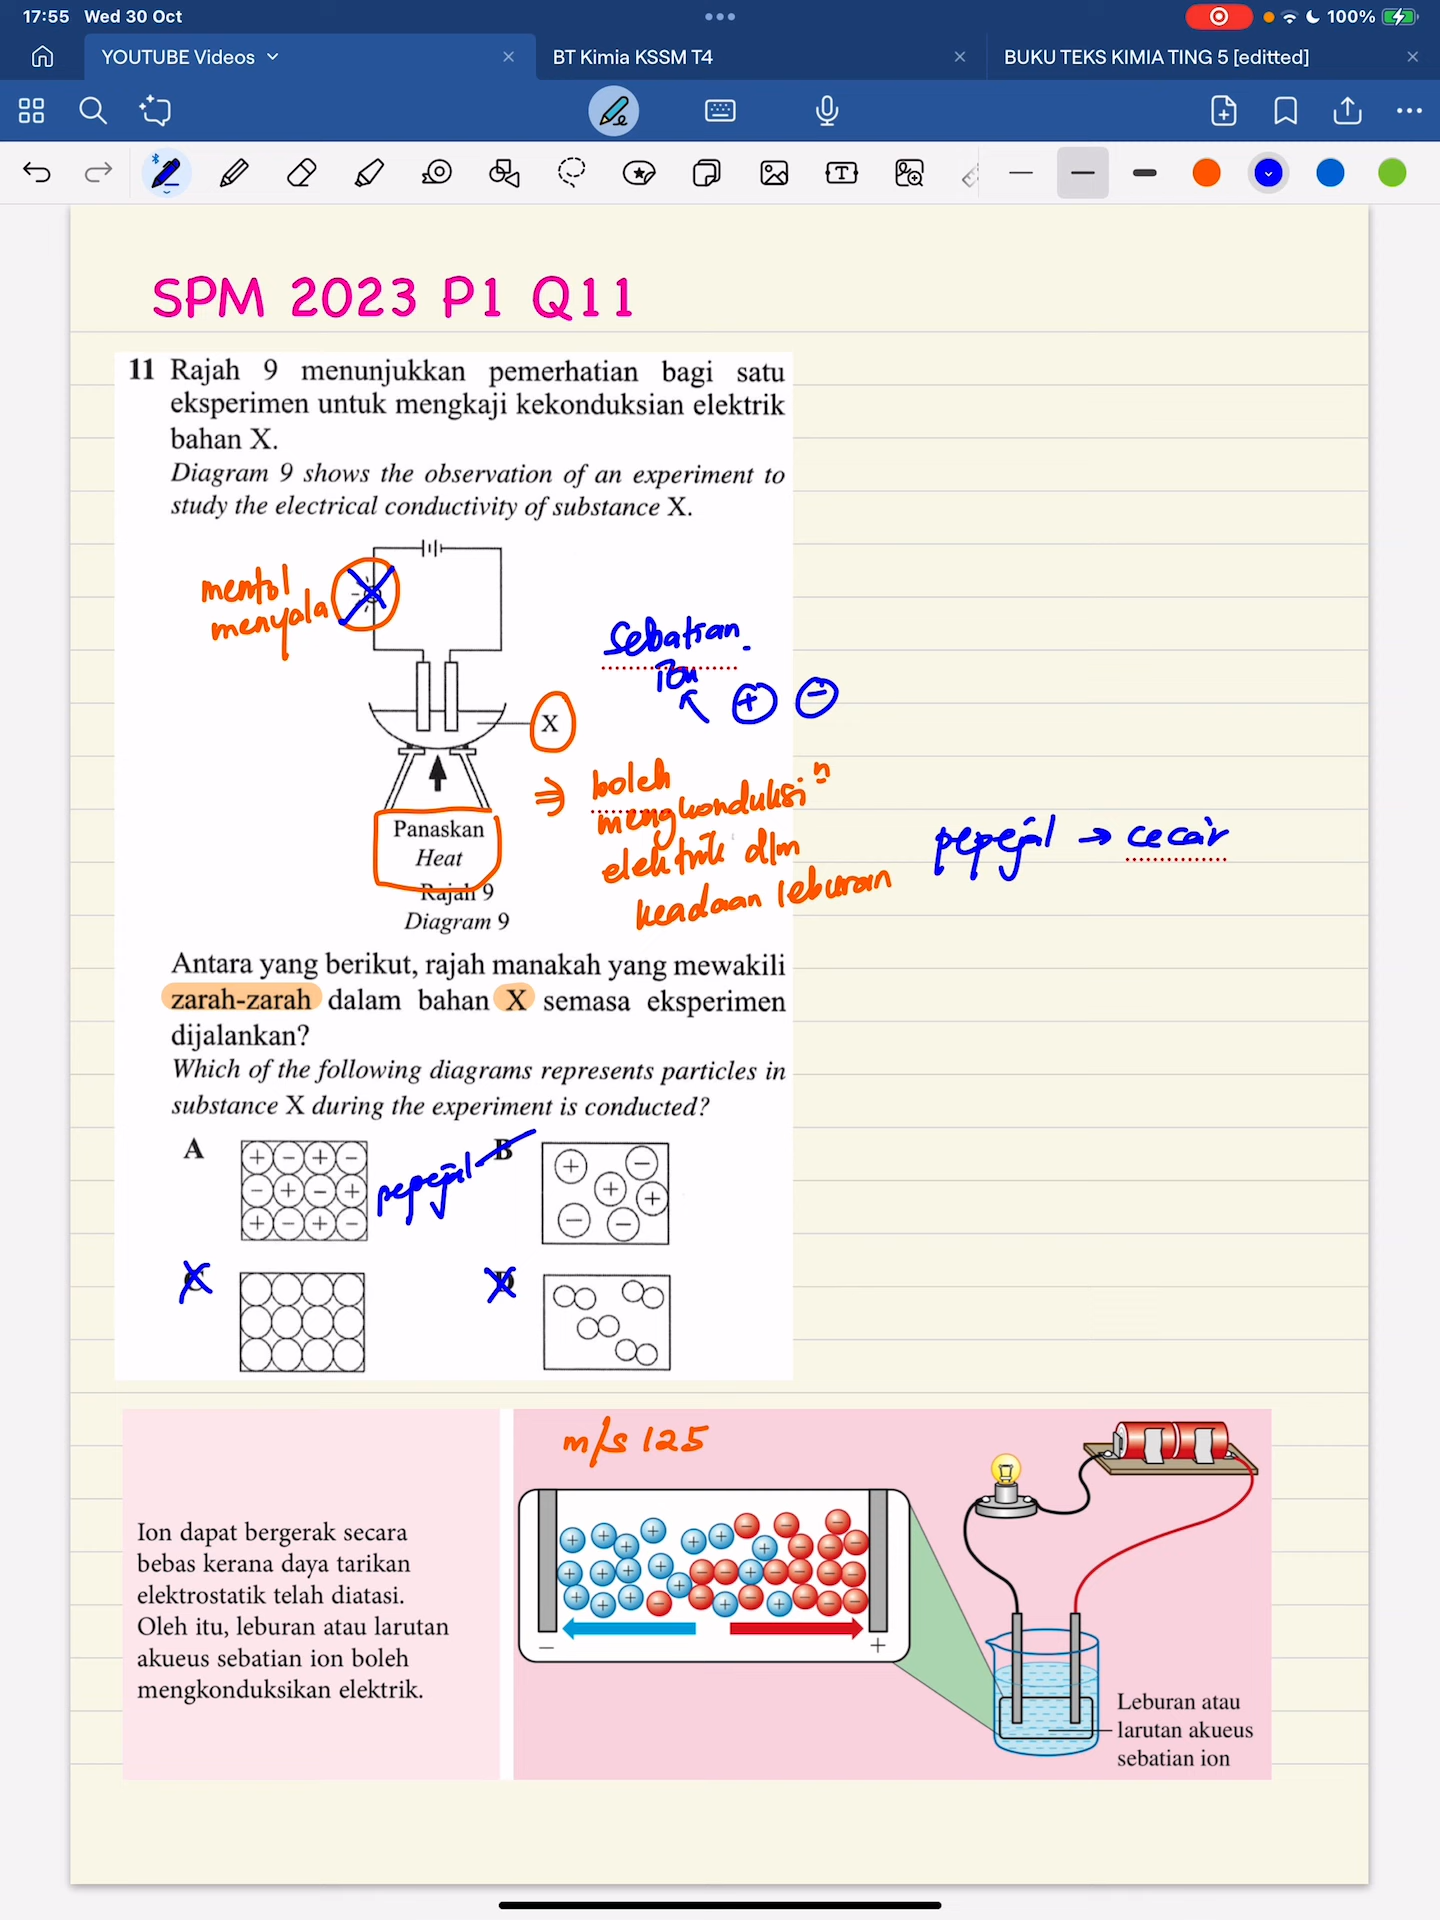 17:55 Wed 30 Oct
100%
YOUTUBE Videos
BT Kimia KSSM T4
BUKU TEKS KIMIA TING 5 [editted]
SPM 2023 P1 Q11
11 Rajah 9 menunjukkan pemerhatian bagi satu
eksperimen untuk mengkaji kekonduksian elektrik
bahan X.
Diagram 9 shows the observation of an experiment to
study the electrical conductivity of substance X.
mentol
menyala
sebatian
ion
+ −
X
⇒ boleh
mengkonduksi n
elektrik dlm
keadaan leburan
pepejal → cecair
Panaskan
Heat
Rajah 9
Diagram 9
Antara yang berikut, rajah manakah yang mewakili
zarah-zarah dalam bahan X semasa eksperimen
dijalankan?
Which of the following diagrams represents particles in
substance X during the experiment is conducted?
A
pepejal
B
+ − + −
− + − +
+ − + −
+ −
+ +
− −
C
D
m/s 125
Ion dapat bergerak secara
bebas kerana daya tarikan
elektrostatik telah diatasi.
Oleh itu, leburan atau larutan
akueus sebatian ion boleh
mengkonduksikan elektrik.
− +
Leburan atau
larutan akueus
sebatian ion